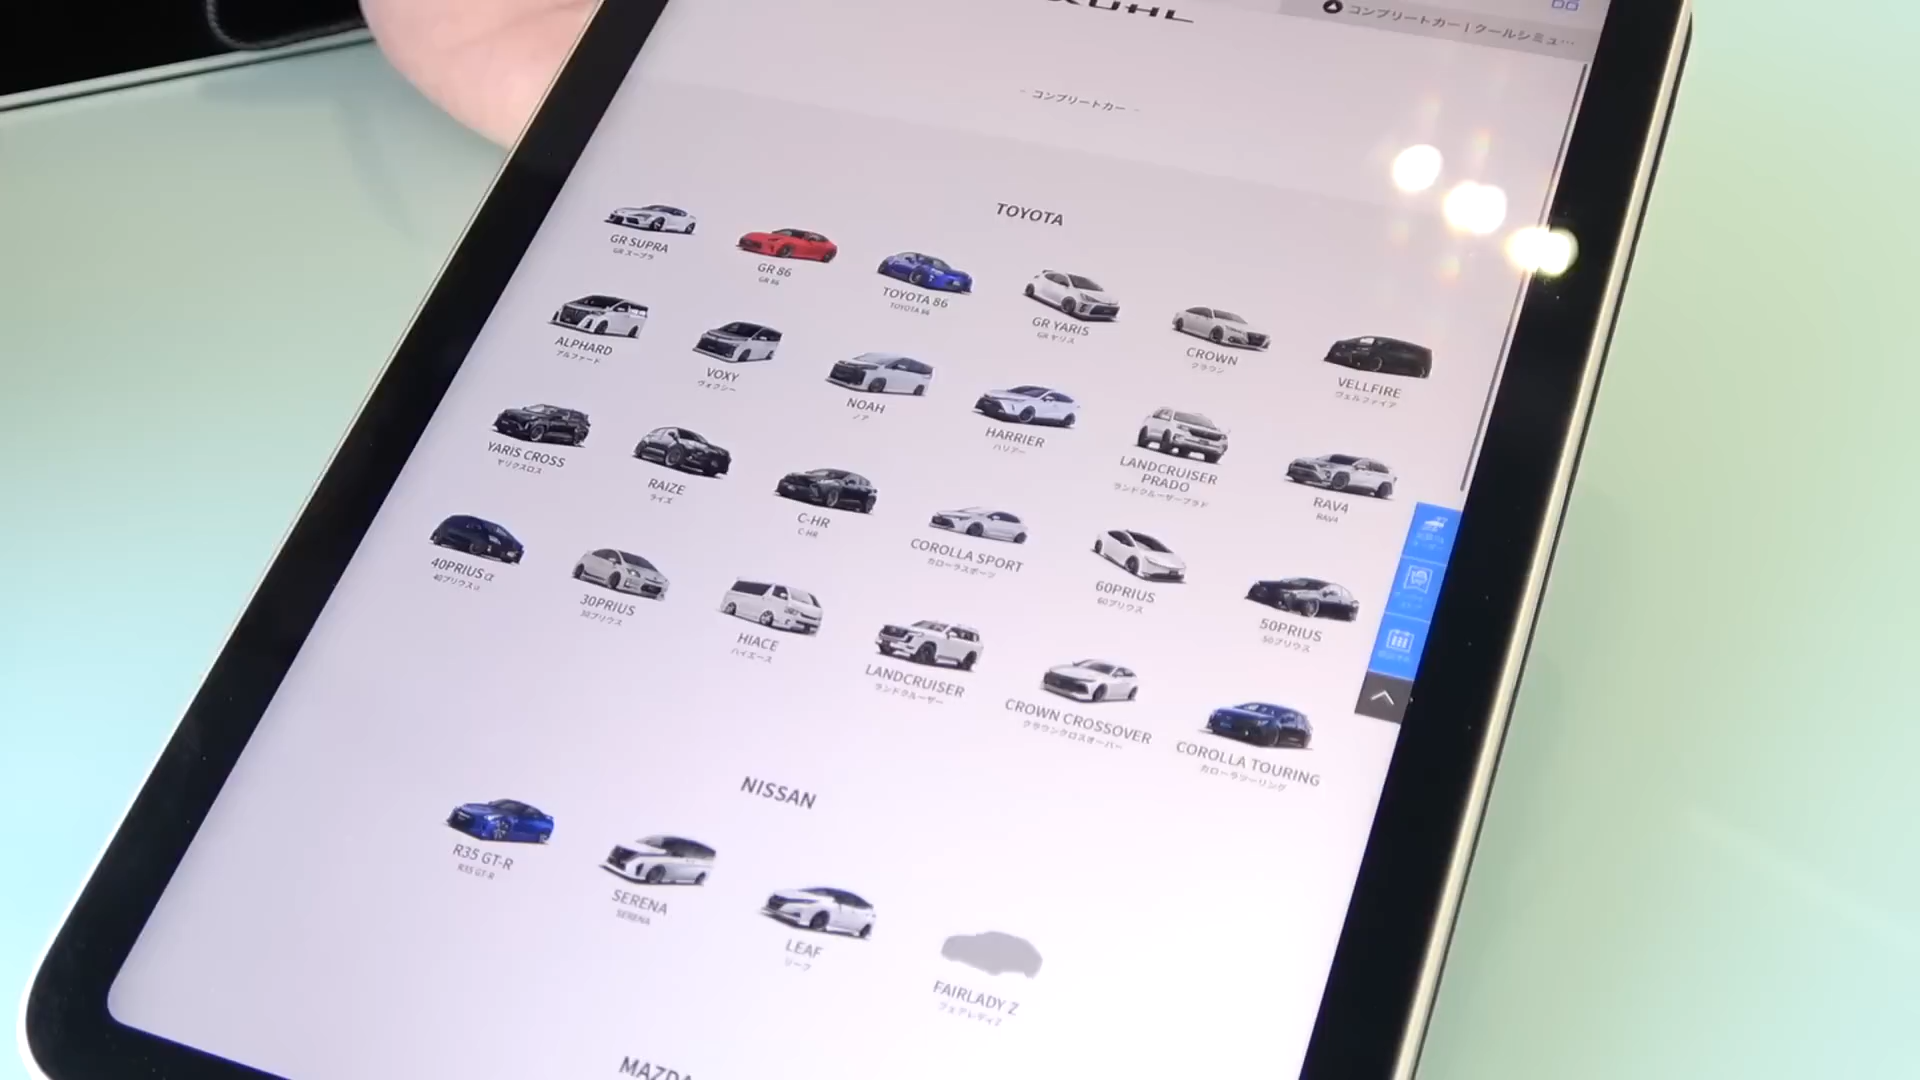 KUHL
コンプリートカー | クールシミュ…
- コンプリートカー -
TOYOTA
GR SUPRA
GR スープラ
GR 86
GR 86
TOYOTA 86
TOYOTA 86
GR YARIS
GR ヤリス
CROWN
クラウン
VELLFIRE
ヴェルファイア
ALPHARD
アルファード
VOXY
ヴォクシー
NOAH
ノア
HARRIER
ハリアー
LANDCRUISER
PRADO
ランドクルーザープラド
RAV4
RAV4
YARIS CROSS
ヤリスクロス
RAIZE
ライズ
C-HR
C-HR
COROLLA SPORT
カローラスポーツ
60PRIUS
60プリウス
50PRIUS
50プリウス
40PRIUS α
40プリウスα
30PRIUS
30プリウス
HIACE
ハイエース
LANDCRUISER
ランドクルーザー
CROWN CROSSOVER
クラウンクロスオーバー
COROLLA TOURING
カローラツーリング
NISSAN
R35 GT-R
R35 GT-R
SERENA
SERENA
LEAF
リーフ
FAIRLADY Z
フェアレディZ
MAZDA